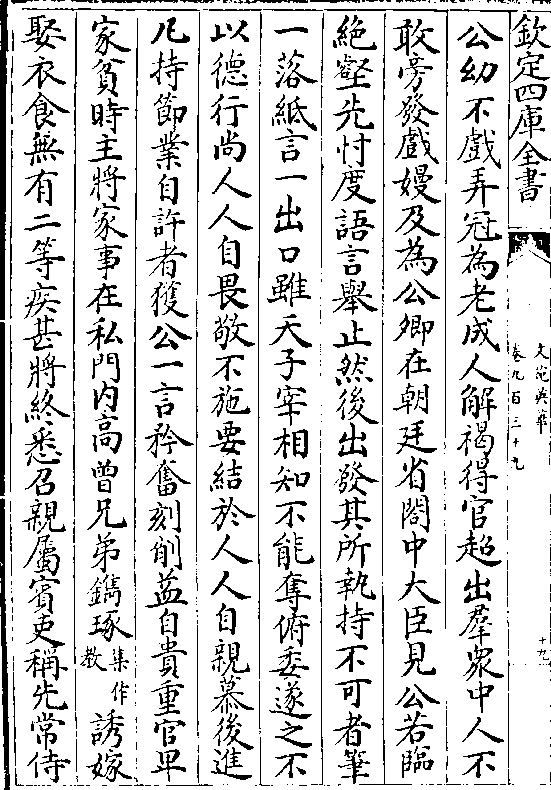 欽定四庫全書
文苑英華
卷九百三十九
十九
公幼不戲弄冠為老成人解褐得官超出羣衆中人不
敢旁發戲嫚及為公卿在朝廷省閤中大臣見公若臨
絶壑先忖度語言舉止然後出發其所執持不可者筆
一落紙言一出口雖天子宰相知不能奪俯委遂之不
以德行尚人人自畏敬不施要結於人人自親慕後進
凡持節業自許者獲公一言矜奮刻削益自貴重官卑
家貧時主將家事在私門内高曾兄弟鐫琢集作教誘嫁
娶衣食無有二等疾甚將終悉召親屬賓吏稱先常侍